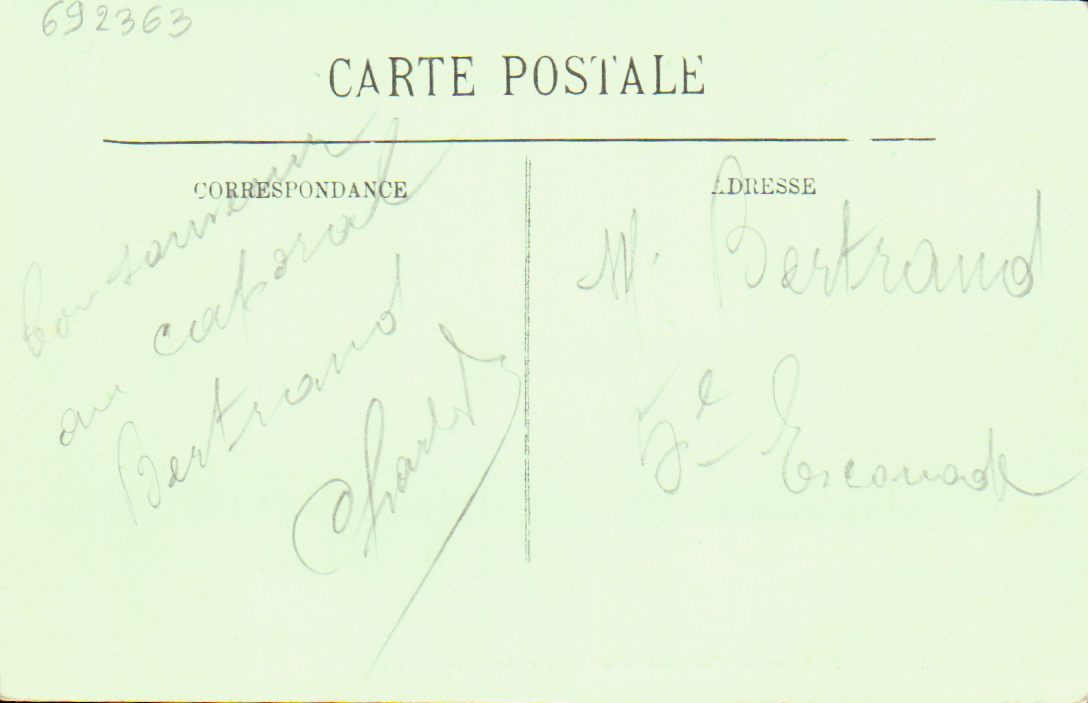 692363
CARTE POSTALE
CORRESPONDANCE
ADRESSE
bon souvenir
au caporal
Bertrand
Charles
M. Bertrand
5e Escouade